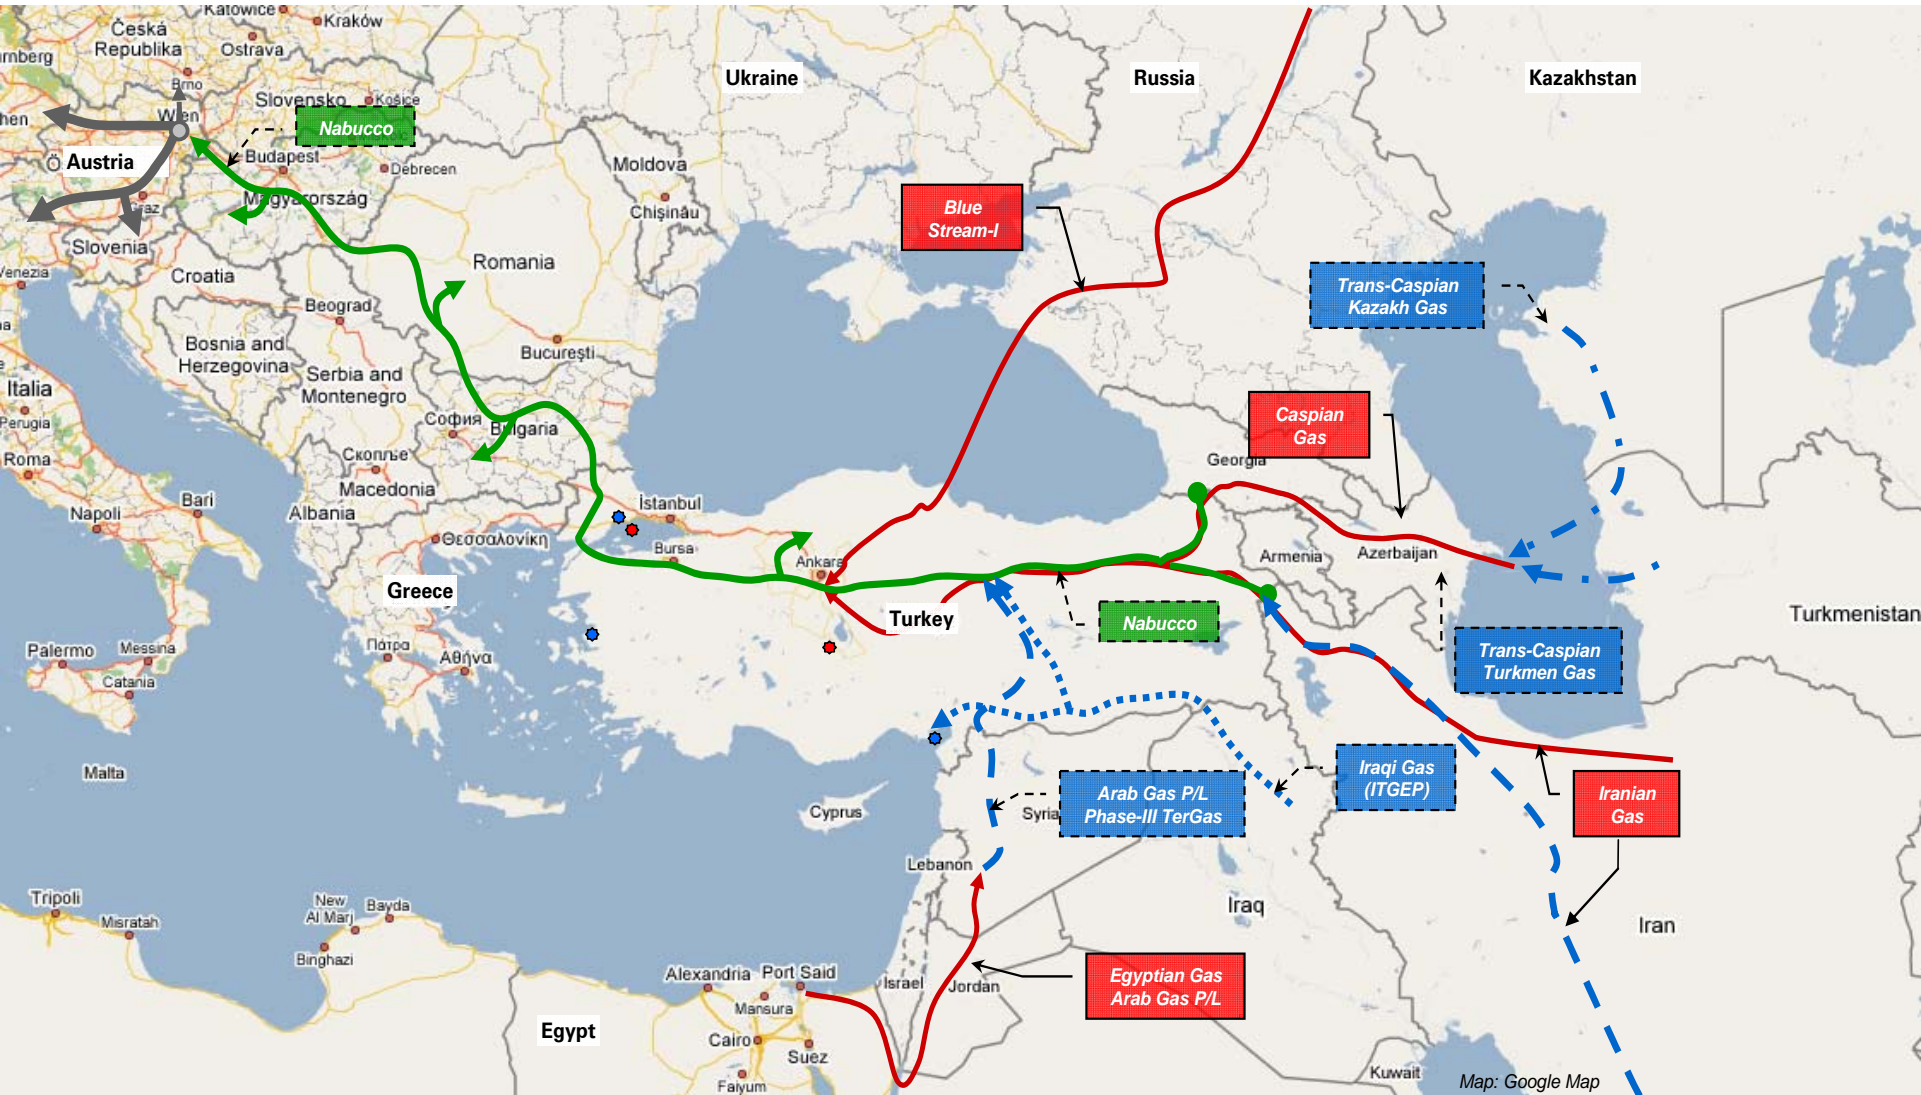 Katowice
Kraków
Česká
Republika
Ostrava
Brno
Slovensko
Košice
Wien
Nabucco
Ukraine
Russia
Kazakhstan
Austria
Budapest
Debrecen
Moldova
Magyarország
Chişinău
Blue
Stream-I
Slovenia
Venezia
Croatia
Romania
Trans-Caspian
Kazakh Gas
Beograd
Bosnia and
Herzegovina
Bucureşti
Serbia and
Montenegro
Italia
Perugia
София
Bulgaria
Caspian
Gas
Roma
Скопље
Georgia
Macedonia
Bari
Napoli
Albania
İstanbul
Θεσσαλονίκη
Bursa
Ankara
Armenia
Azerbaijan
Greece
Turkey
Nabucco
Turkmenistan
Πάτρα
Αθήνα
Palermo
Messina
Catania
Trans-Caspian
Turkmen Gas
Malta
Cyprus
Syria
Arab Gas P/L
Phase-III TerGas
Iraqi Gas
(ITGEP)
Iranian
Gas
Lebanon
Tripoli
Misratah
New
Al Marj
Bayda
Binghazi
Iraq
Iran
Alexandria
Port Said
Israel
Jordan
Egyptian Gas
Arab Gas P/L
Mansura
Egypt
Cairo
Suez
Faiyum
Kuwait
Map: Google Map